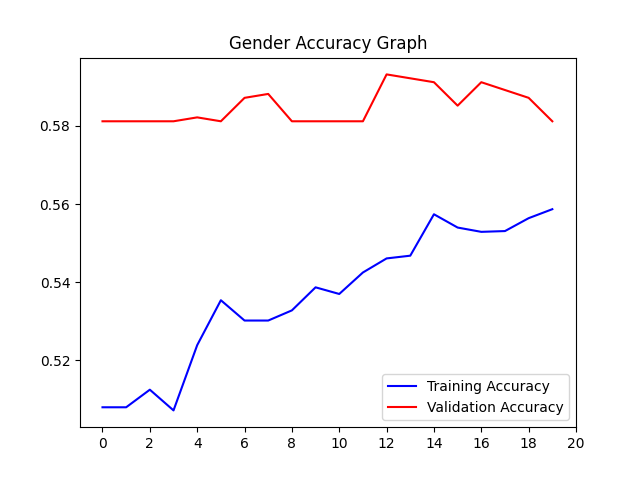 Gender Accuracy Graph
0.58
0.56
0.54
0.52
0 2 4 6 8 10 12 14 16 18 20
Training Accuracy
Validation Accuracy